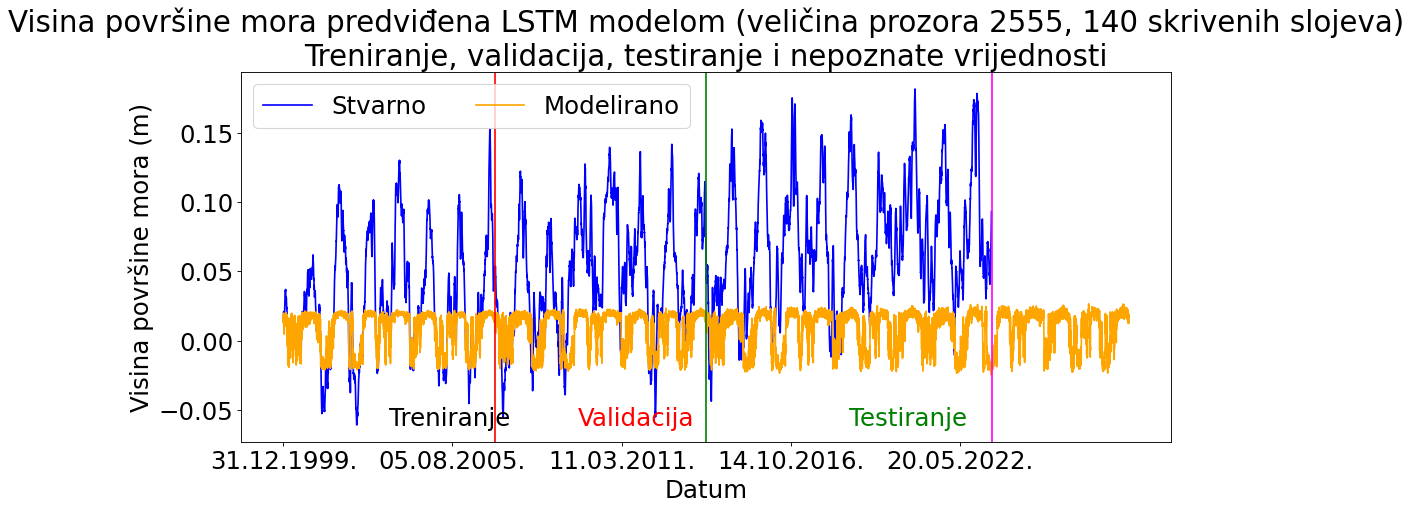 Visina površine mora predviđena LSTM modelom (veličina prozora 2555, 140 skrivenih slojeva)
Treniranje, validacija, testiranje i nepoznate vrijednosti
Stvarno Modelirano
Visina površine mora (m)
0.15
0.10
0.05
0.00
−0.05
Treniranje Validacija Testiranje
31.12.1999. 05.08.2005. 11.03.2011. 14.10.2016. 20.05.2022.
Datum